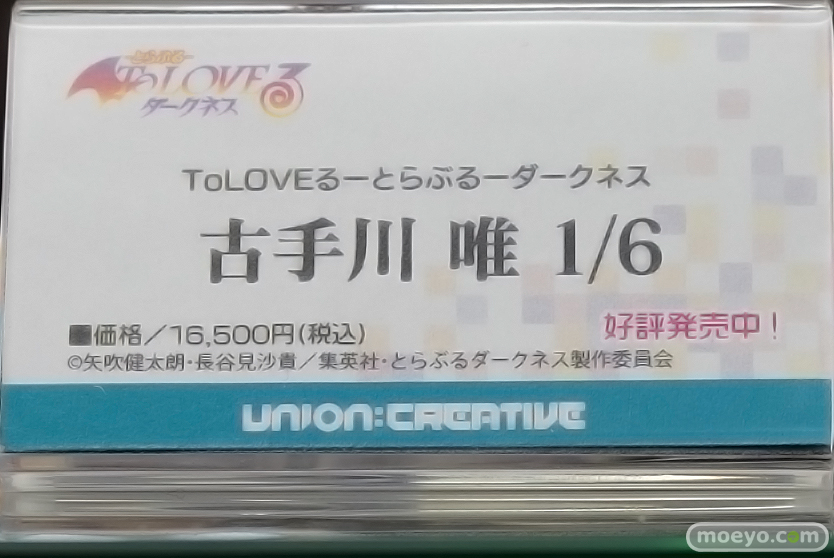 とらぶる
ToLOVEる
ダークネス
ToLOVEるーとらぶるーダークネス
古手川 唯 1/6
■価格／16,500円(税込)
好評発売中！
©矢吹健太朗・長谷見沙貴／集英社・とらぶるダークネス製作委員会
UNION:CREATIVE
moeyo.com